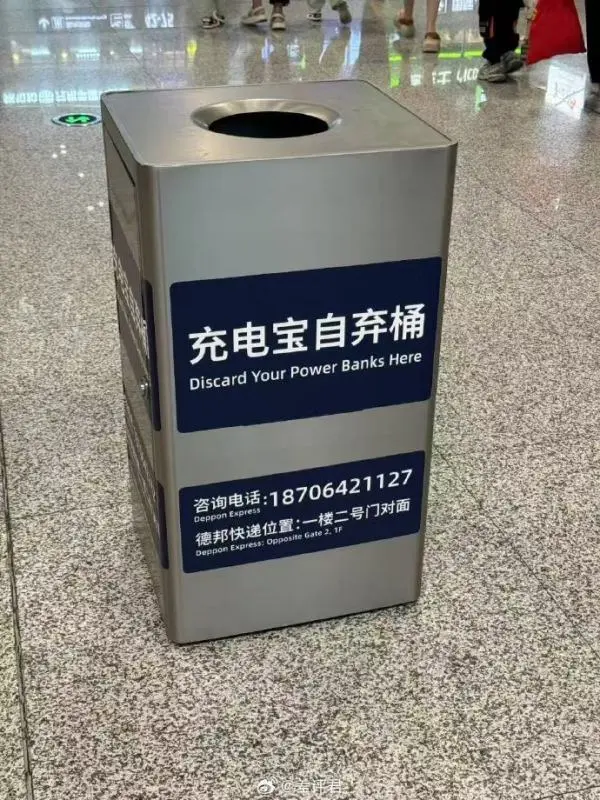 充电宝自弃桶
Discard Your Power Banks Here
咨询电话:18706421127
Deppon Express
德邦快递位置:一楼二号门对面
Deppon Express: Opposite Gate 2, 1F